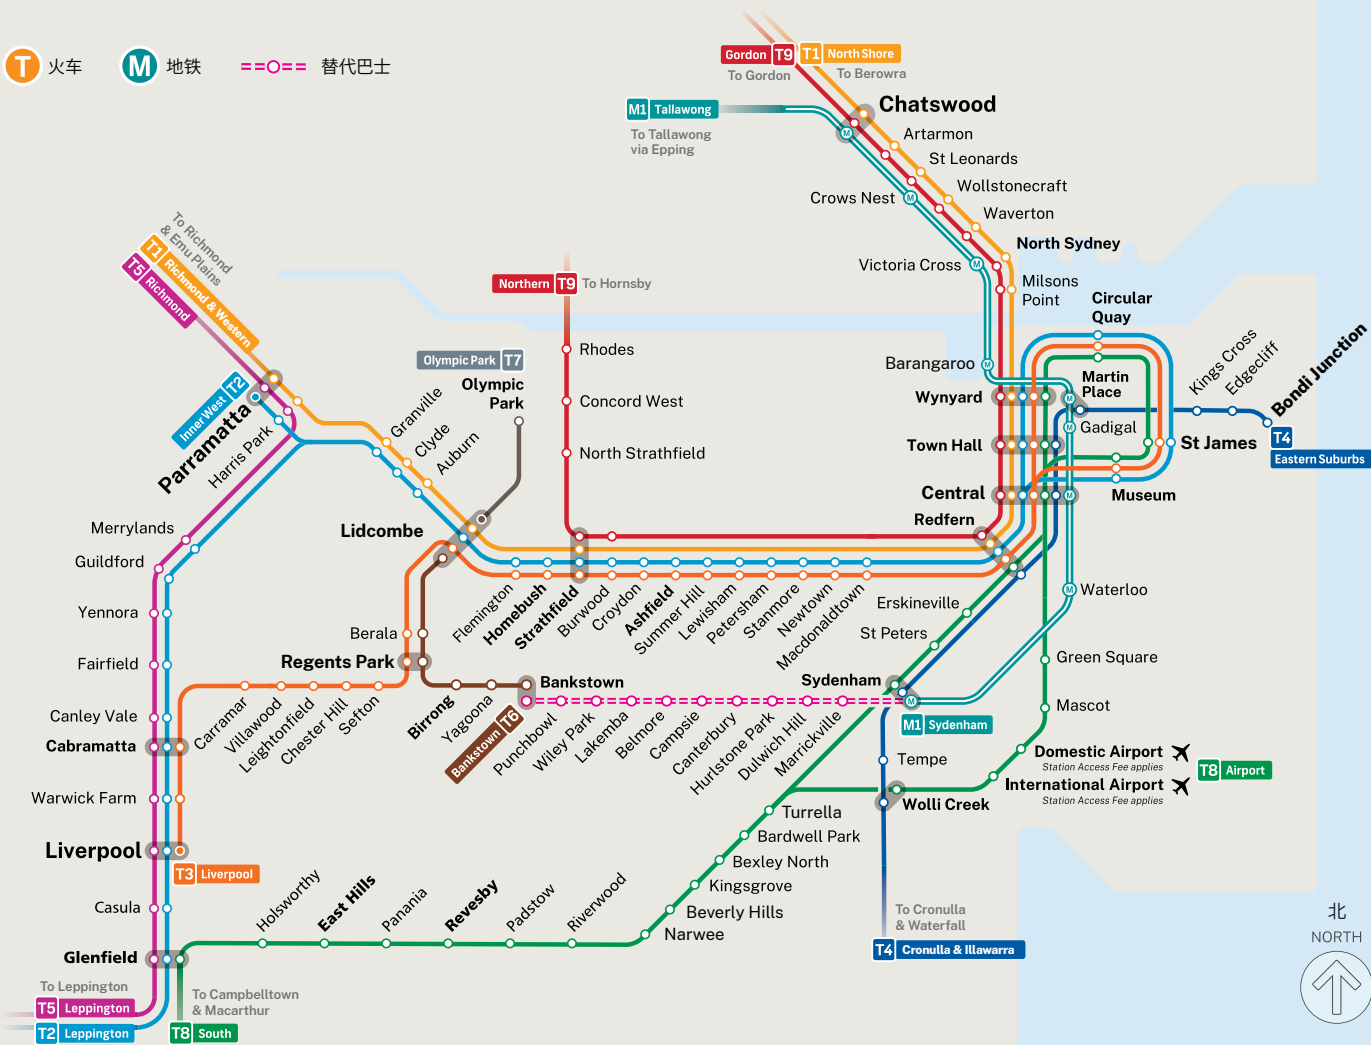 T 火车
M 地铁
替代巴士
Gordon T9
To Gordon
T1 North Shore
To Berowra
M1 Tallawong
To Tallawong
via Epping
Chatswood
Artarmon
St Leonards
Wollstonecraft
Waverton
North Sydney
Milsons
Point
M
Crows Nest
M
Victoria Cross
M
Barangaroo
M
Circular
Quay
Martin
Place
M
Gadigal
M
Kings Cross
Edgecliff
Bondi Junction
T4
Eastern Suburbs
St James
Museum
Wynyard
Town Hall
Central
M
Redfern
To Richmond
& Emu Plains
T1 Richmond & Western
T5 Richmond
Inner West T2
Parramatta
Harris Park
Northern T9
To Hornsby
Rhodes
Concord West
North Strathfield
Olympic Park T7
Olympic
Park
Granville
Clyde
Auburn
Lidcombe
Merrylands
Guildford
Yennora
Fairfield
Canley Vale
Cabramatta
Warwick Farm
Liverpool
T3 Liverpool
Casula
Glenfield
To Leppington
T5 Leppington
T2 Leppington
To Campbelltown
& Macarthur
T8 South
Flemington
Homebush
Strathfield
Burwood
Croydon
Ashfield
Summer Hill
Lewisham
Petersham
Stanmore
Newtown
Macdonaldtown
Berala
Regents Park
Carramar
Villawood
Leightonfield
Chester Hill
Sefton
Birrong
Yagoona
Bankstown
Bankstown T6
Punchbowl
Wiley Park
Lakemba
Belmore
Campsie
Canterbury
Hurlstone Park
Dulwich Hill
Marrickville
Erskineville
St Peters
Sydenham
M
M1 Sydenham
M
Waterloo
Green Square
Mascot
Domestic Airport
Station Access Fee applies
International Airport
Station Access Fee applies
T8 Airport
Tempe
Wolli Creek
Turrella
Bardwell Park
Bexley North
Kingsgrove
Beverly Hills
Narwee
Holsworthy
East Hills
Panania
Revesby
Padstow
Riverwood
To Cronulla
& Waterfall
T4 Cronulla & Illawarra
北
NORTH